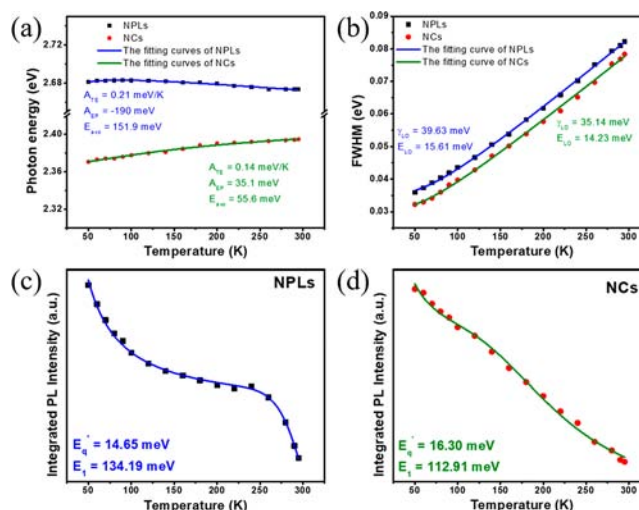 (a)
NPLs
NCs
The fitting curves of NPLs
The fitting curves of NCs
2.72
2.68
2.40
2.36
2.32
Photon energy (eV)
A_TE = 0.21 meV/K
A_EP = -190 meV
= 151.9 meV
A_TE = 0.14 meV/K
A_EP = 35.1 meV
= 55.6 meV
50 100 150 200 250 300
Temperature (K)
(b)
NPLs
NCs
The fitting curve of NPLs
The fitting curve of NCs
0.09
0.08
0.07
0.06
0.05
0.04
0.03
FWHM (eV)
γ_LO = 39.63 meV
E_LO = 15.61 meV
γ_LO = 35.14 meV
E_LO = 14.23 meV
50 100 150 200 250 300
Temperature (K)
(c)
NPLs
Integrated PL Intensity (a.u.)
E_q' = 14.65 meV
E_1 = 134.19 meV
50 100 150 200 250 300
Temperature (K)
(d)
NCs
Integrated PL Intensity (a.u.)
E_q' = 16.30 meV
E_1 = 112.91 meV
50 100 150 200 250 300
Temperature (K)